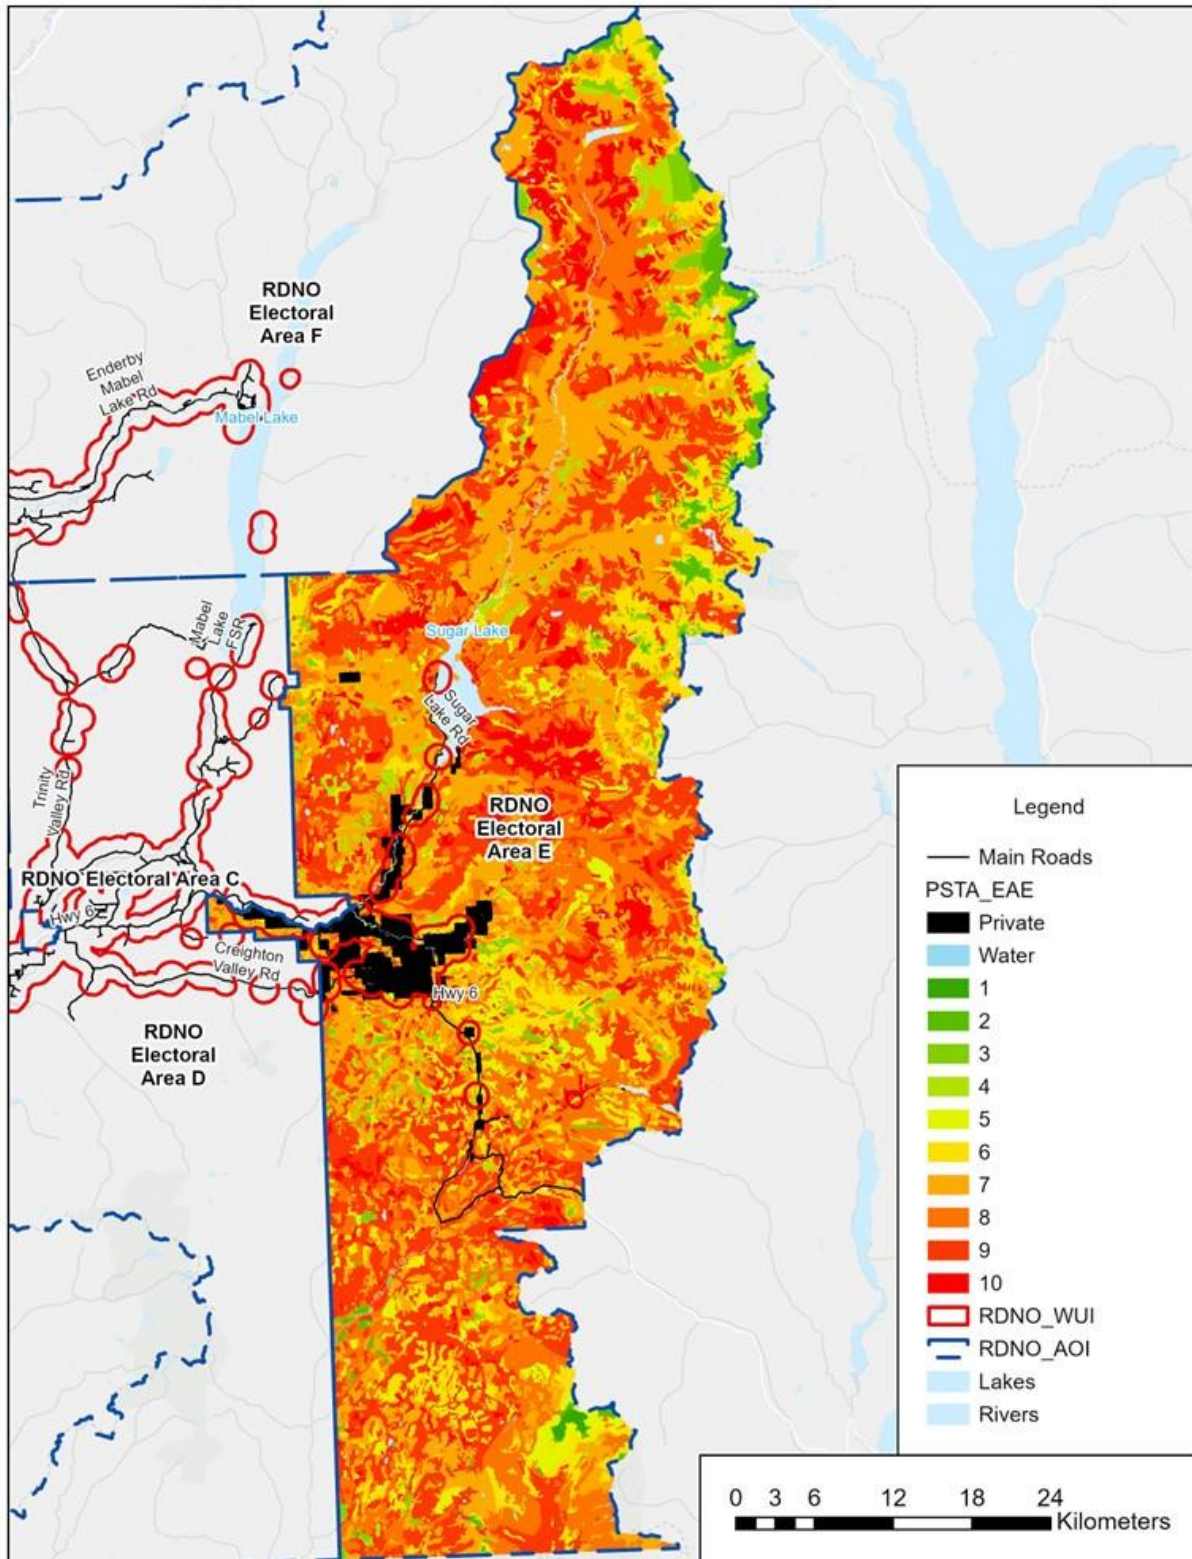 RDNO
Electoral
Area F
Enderby
Mabel
Lake Rd
Mabel Lake
Mabel
Lake
FSR
Sugar Lake
Sugar
Lake Rd
Trinity
Valley Rd
RDNO
Electoral
Area E
RDNO Electoral Area C
Hwy 6
Creighton
Valley Rd
Hwy 6
RDNO
Electoral
Area D
Legend
Main Roads
PSTA_EAE
Private
Water
1
2
3
4
5
6
7
8
9
10
RDNO_WUI
RDNO_AOI
Lakes
Rivers
0 3 6 12 18 24
Kilometers